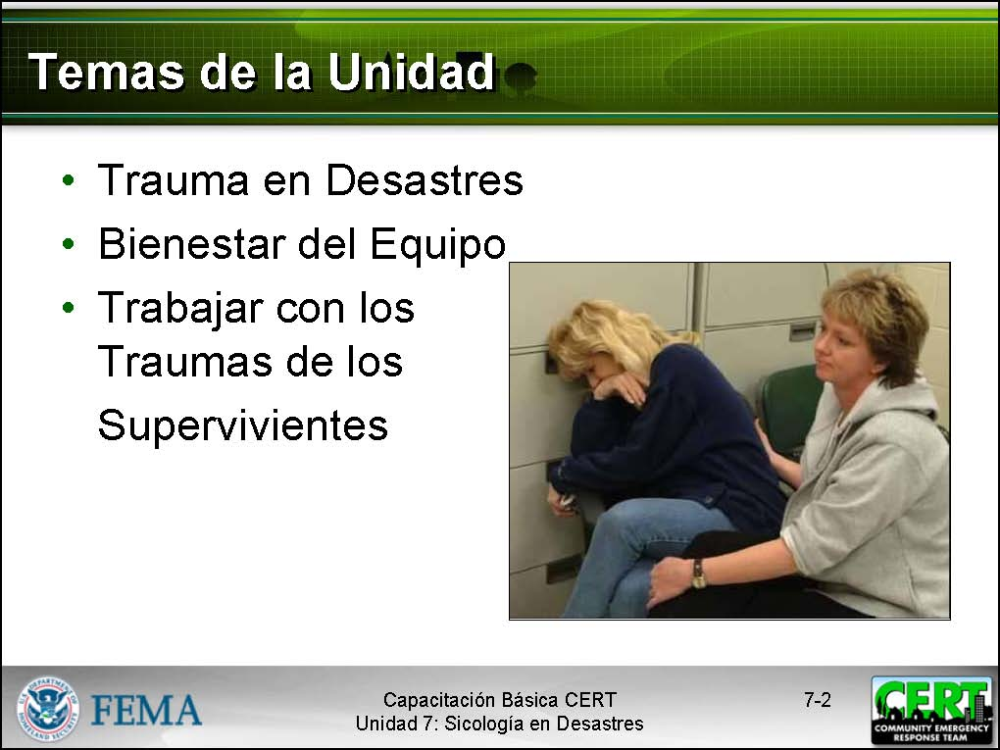 Temas de la Unidad
• Trauma en Desastres
• Bienestar del Equipo
• Trabajar con los
Traumas de los
Supervivientes
FEMA
Capacitación Básica CERT
Unidad 7: Sicología en Desastres
7-2
CERT
COMMUNITY EMERGENCY
RESPONSE TEAM